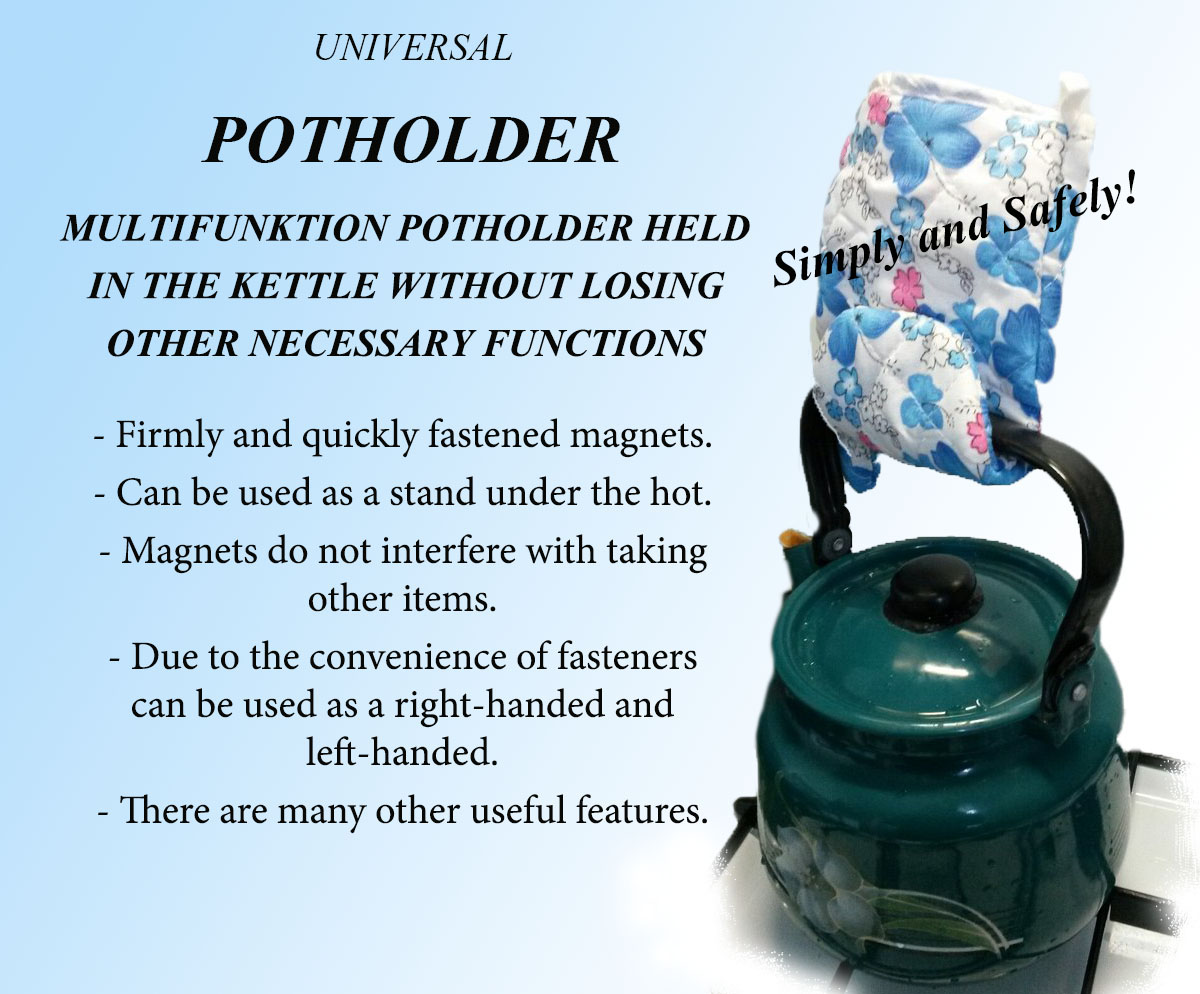 UNIVERSAL
POTHOLDER
MULTIFUNKTION POTHOLDER HELD
IN THE KETTLE WITHOUT LOSING
OTHER NECESSARY FUNCTIONS
Simply and Safely!
- Firmly and quickly fastened magnets.
- Can be used as a stand under the hot.
- Magnets do not interfere with taking
other items.
- Due to the convenience of fasteners
can be used as a right-handed and
left-handed.
- There are many other useful features.